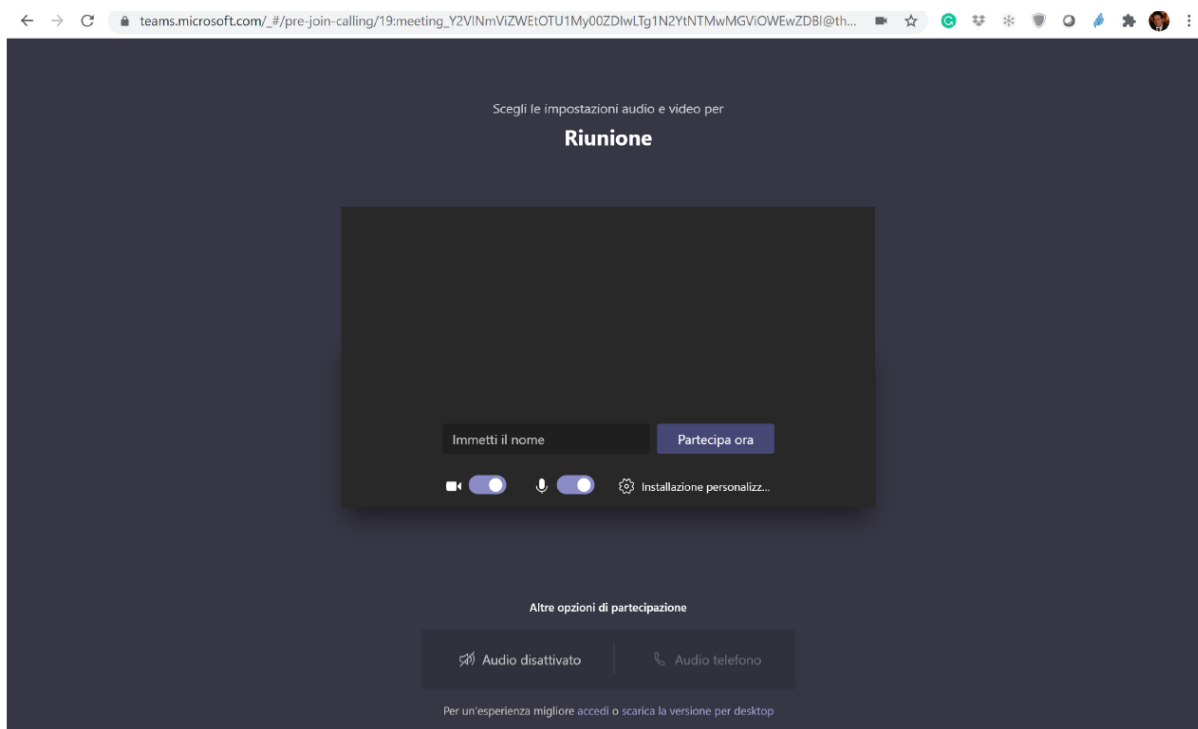 teams.microsoft.com/_#/pre-join-calling/19:meeting_Y2VlNmViZWEtOTU1My00ZDIwLTg1N2YtNTMwMGViOWEwZDBl@th...
Scegli le impostazioni audio e video per
Riunione
Immetti il nome
Partecipa ora
Installazione personalizz...
Altre opzioni di partecipazione
Audio disattivato
Audio telefono
Per un'esperienza migliore accedi o scarica la versione per desktop